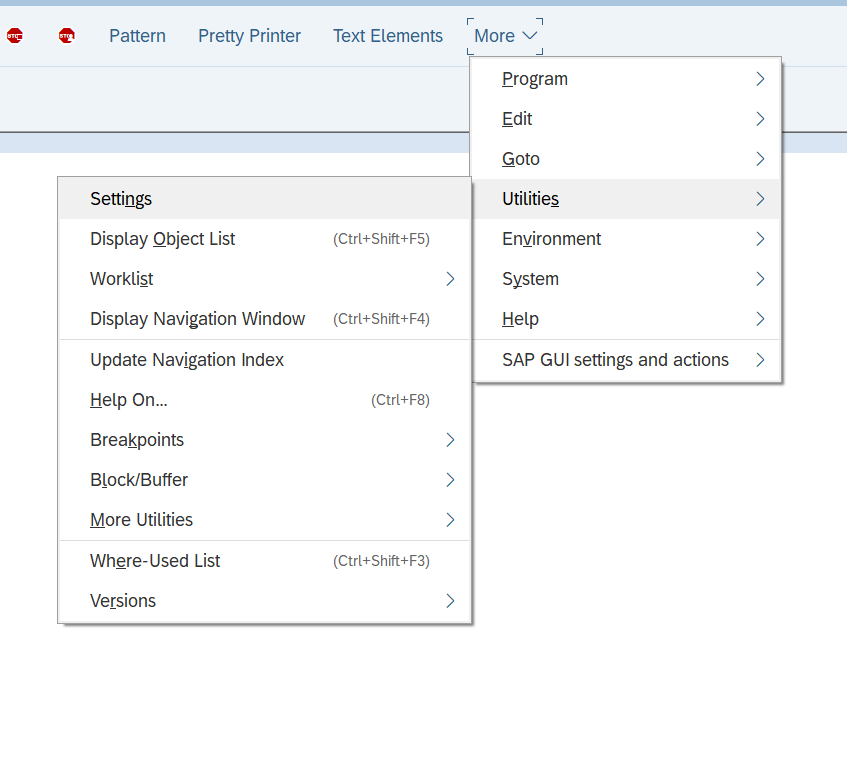 Pattern
Pretty Printer
Text Elements
More
Program
Edit
Goto
Utilities
Environment
System
Help
SAP GUI settings and actions
Settings
Display Object List (Ctrl+Shift+F5)
Worklist
Display Navigation Window (Ctrl+Shift+F4)
Update Navigation Index
Help On... (Ctrl+F8)
Breakpoints
Block/Buffer
More Utilities
Where-Used List (Ctrl+Shift+F3)
Versions